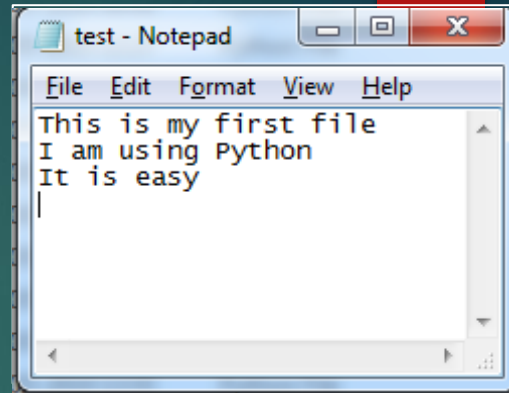 test - Notepad
File Edit Format View Help
This is my first file
I am using Python
It is easy